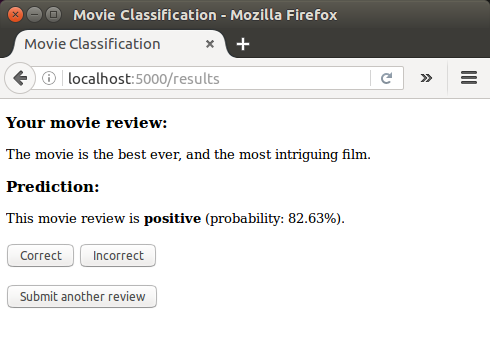 Movie Classification - Mozilla Firefox
Movie Classification
localhost:5000/results
Your movie review:
The movie is the best ever, and the most intriguing film.
Prediction:
This movie review is positive (probability: 82.63%).
Correct Incorrect
Submit another review